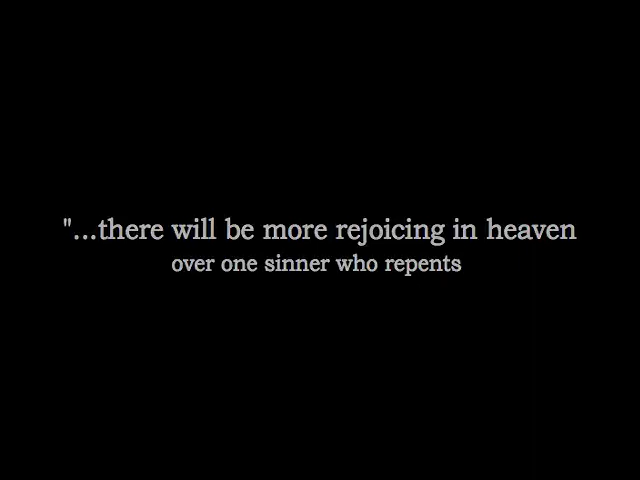 "...there will be more rejoicing in heaven
over one sinner who repents